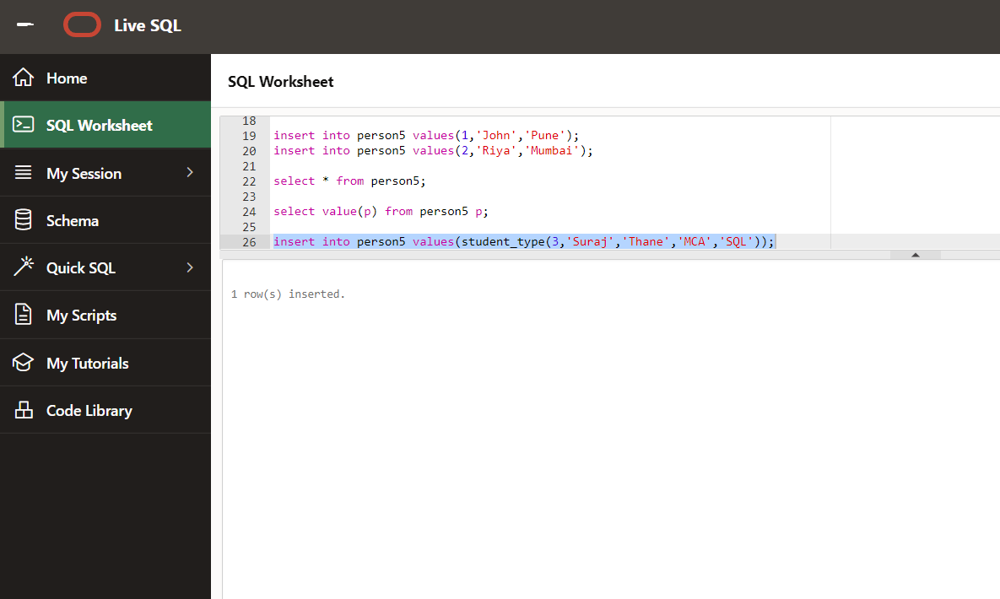 Live SQL
Home
SQL Worksheet
My Session
Schema
Quick SQL
My Scripts
My Tutorials
Code Library
SQL Worksheet
18
19 insert into person5 values(1,'John','Pune');
20 insert into person5 values(2,'Riya','Mumbai');
21
22 select * from person5;
23
24 select value(p) from person5 p;
25
26 insert into person5 values(student_type(3,'Suraj','Thane','MCA','SQL'));
1 row(s) inserted.